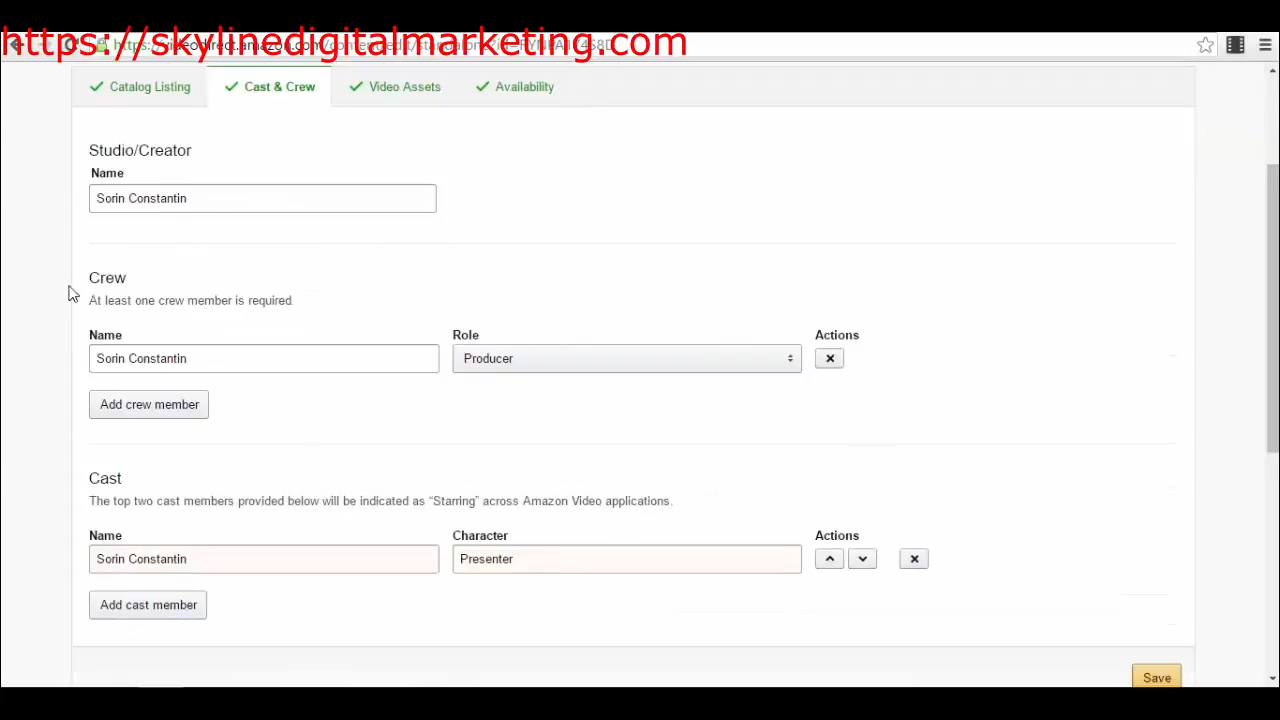 https://skylinedigitalmarketing.com
Catalog Listing
Cast & Crew
Video Assets
Availability
Studio/Creator
Name
Sorin Constantin
Crew
At least one crew member is required.
Name Role Actions
Sorin Constantin Producer
Add crew member
Cast
The top two cast members provided below will be indicated as “Starring” across Amazon Video applications.
Name Character Actions
Sorin Constantin Presenter
Add cast member
Save